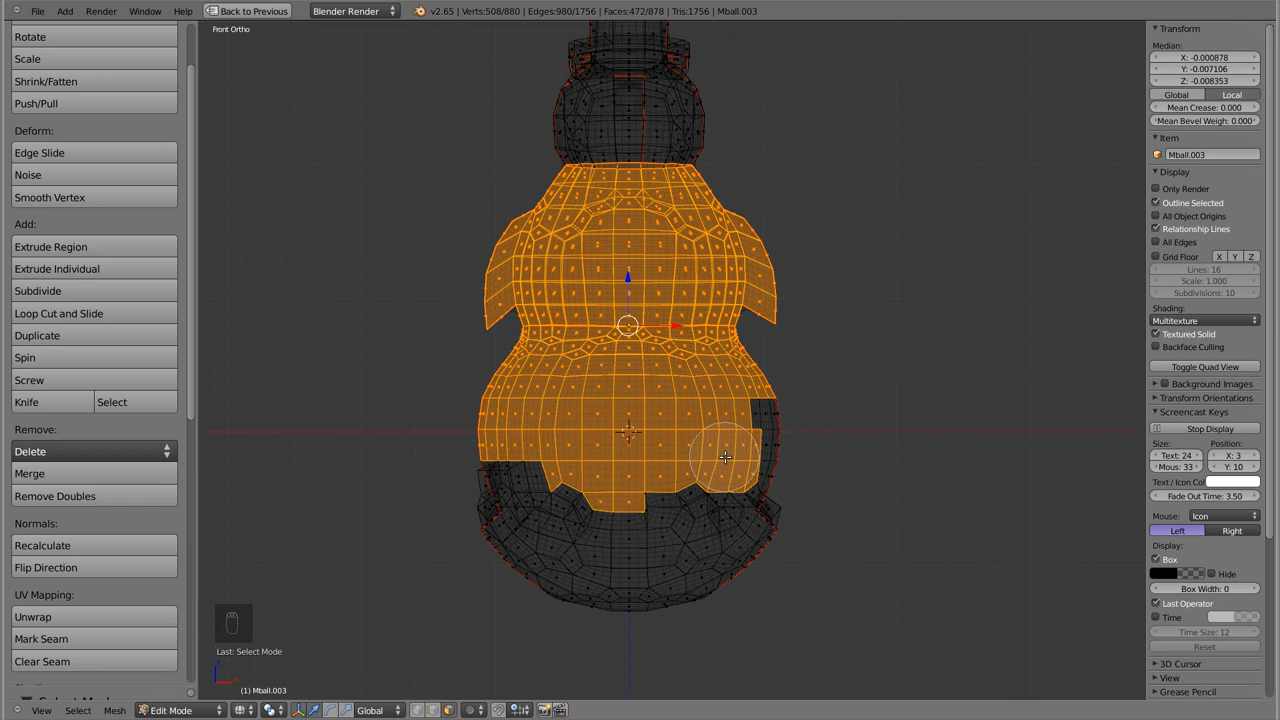 File
Add
Render
Window
Help
Back to Previous
Blender Render
v2.65 | Verts:508/880 | Edges:980/1756 | Faces:472/878 | Tris:1756 | Mball.003
Rotate
Scale
Shrink/Fatten
Push/Pull
Deform:
Edge Slide
Noise
Smooth Vertex
Add:
Extrude Region
Extrude Individual
Subdivide
Loop Cut and Slide
Duplicate
Spin
Screw
Knife
Select
Remove:
Delete
Merge
Remove Doubles
Normals:
Recalculate
Flip Direction
UV Mapping:
Unwrap
Mark Seam
Clear Seam
Front Ortho
Last: Select Mode
(1) Mball.003
View
Select
Mesh
Edit Mode
Global
Transform
Median:
X: -0.000878
Y: -0.007106
Z: -0.008353
Global
Local
Mean Crease: 0.000
Mean Bevel Weigh: 0.000
Item
Mball.003
Display
Only Render
Outline Selected
All Object Origins
Relationship Lines
All Edges
Grid Floor
X
Y
Z
Lines: 16
Scale: 1.000
Subdivisions: 10
Shading:
Multitexture
Textured Solid
Backface Culling
Toggle Quad View
Background Images
Transform Orientations
Screencast Keys
Stop Display
Size:
Position:
Text: 24
X: 3
Mous: 33
Y: 10
Text / Icon Col
Fade Out Time: 3.50
Mouse:
Icon
Left
Right
Display:
Box
Hide
Box Width: 0
Last Operator
Time
Time Size: 12
Reset
3D Cursor
View
Grease Pencil